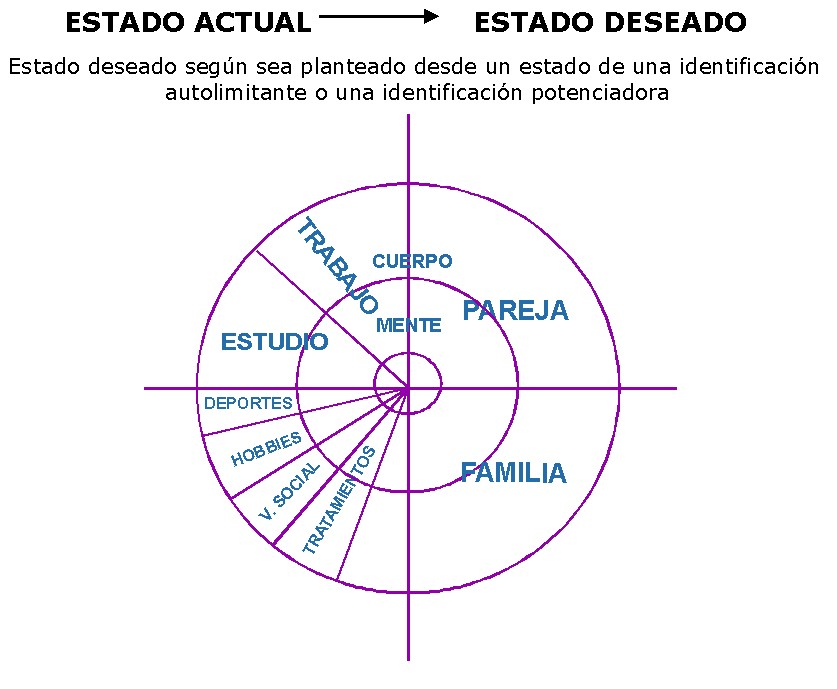 ESTADO ACTUAL ESTADO DESEADO
Estado deseado según sea planteado desde un estado de una identificación
autolimitante o una identificación potenciadora
TRABAJO
CUERPO
PAREJA
MENTE
ESTUDIO
DEPORTES
HOBBIES
V. SOCIAL
TRATAMIENTOS
FAMILIA